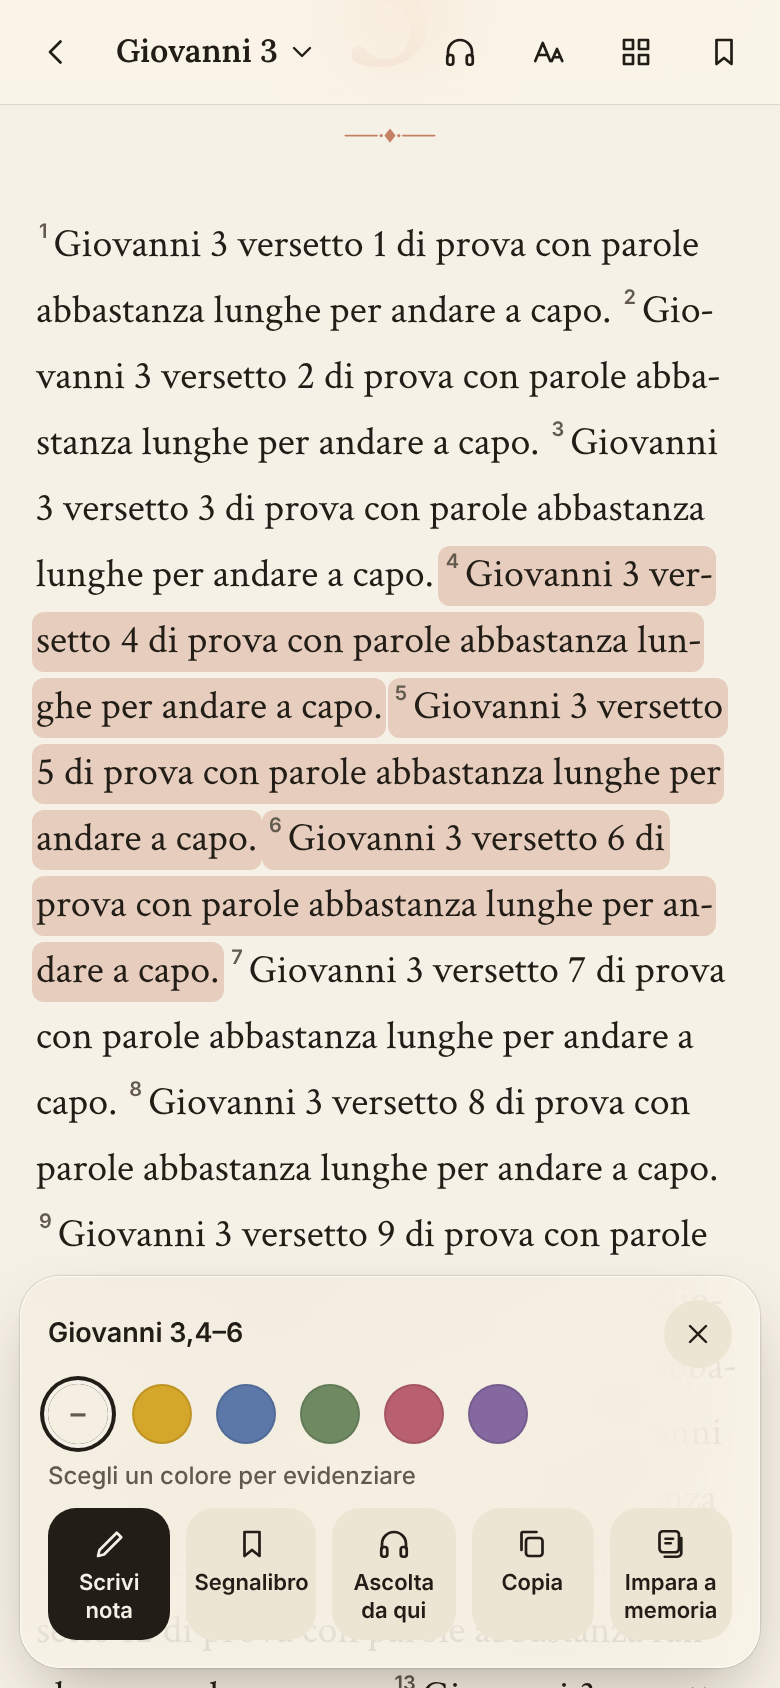 Giovanni 3
1 Giovanni 3 versetto 1 di prova con parole
abbastanza lunghe per andare a capo. 2 Gio-
vanni 3 versetto 2 di prova con parole abba-
stanza lunghe per andare a capo. 3 Giovanni
3 versetto 3 di prova con parole abbastanza
lunghe per andare a capo. 4 Giovanni 3 ver-
setto 4 di prova con parole abbastanza lun-
ghe per andare a capo. 5 Giovanni 3 versetto
5 di prova con parole abbastanza lunghe per
andare a capo. 6 Giovanni 3 versetto 6 di
prova con parole abbastanza lunghe per an-
dare a capo. 7 Giovanni 3 versetto 7 di prova
con parole abbastanza lunghe per andare a
capo. 8 Giovanni 3 versetto 8 di prova con
parole abbastanza lunghe per andare a capo.
9 Giovanni 3 versetto 9 di prova con parole
Giovanni 3,4–6
Scegli un colore per evidenziare
Scrivi nota
Segnalibro
Ascolta da qui
Copia
Impara a memoria
13